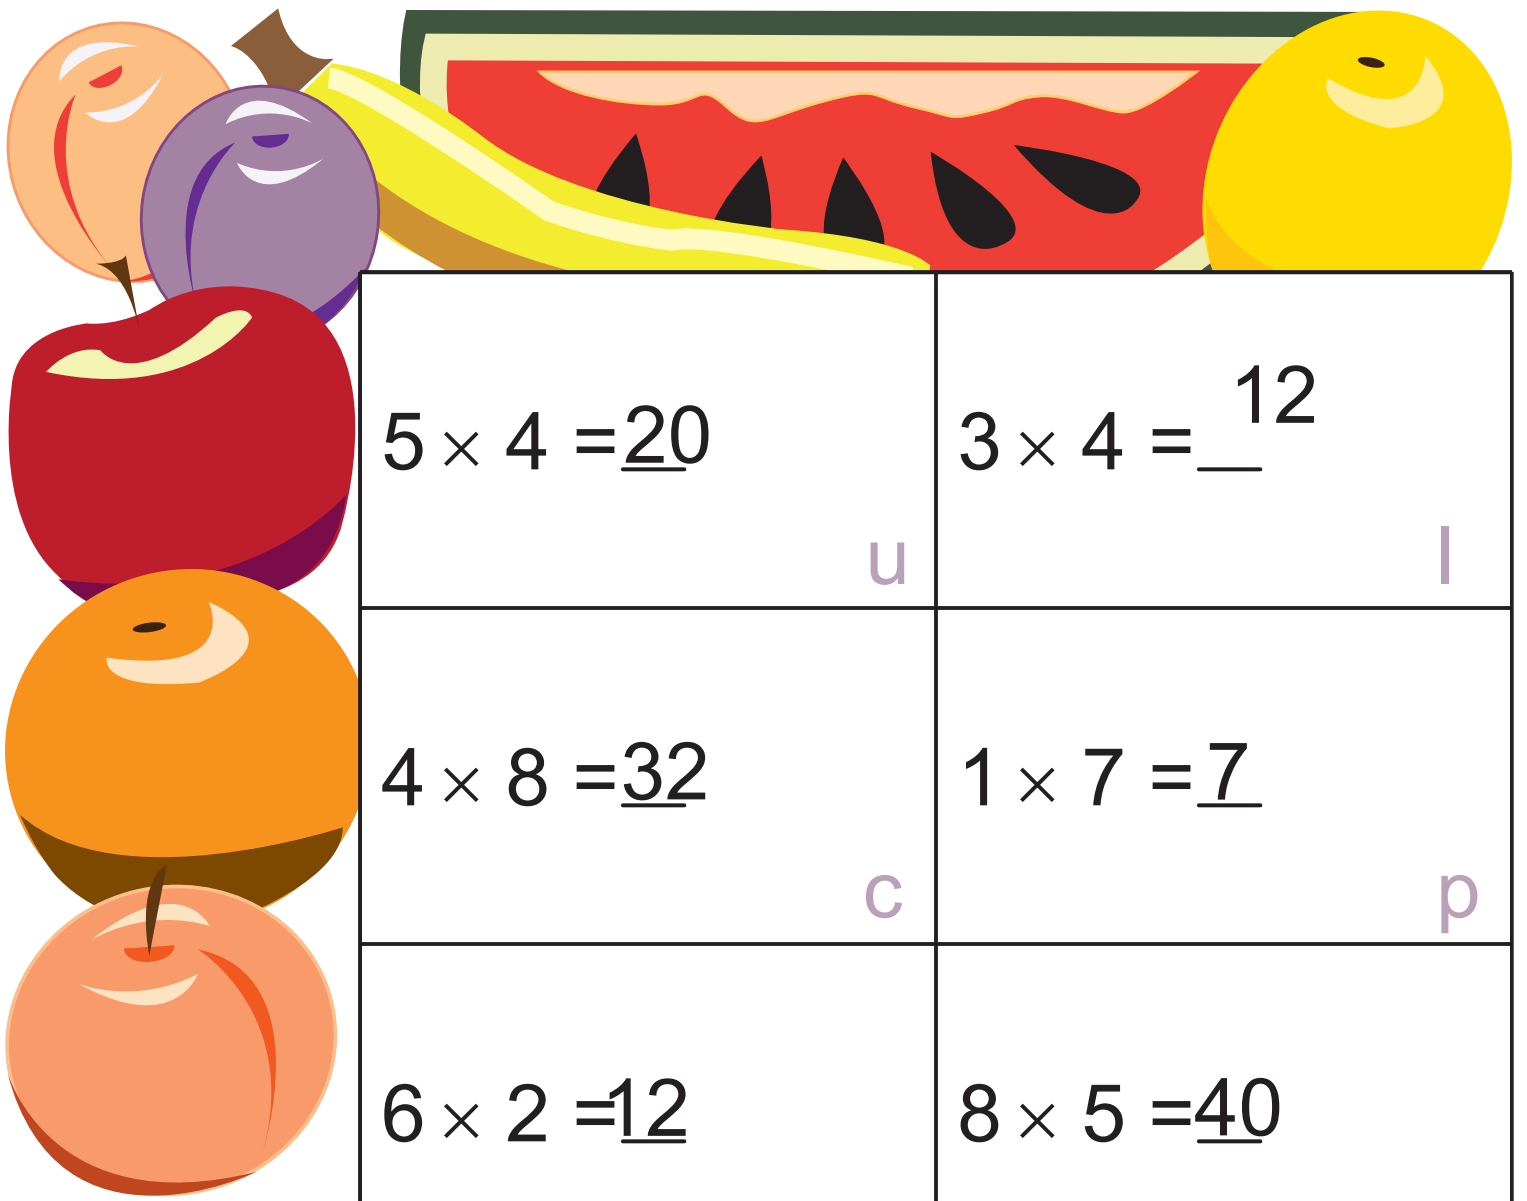 5 × 4 = 20
u
3 × 4 = 12
l
4 × 8 = 32
c
1 × 7 = 7
p
6 × 2 = 12
8 × 5 = 40